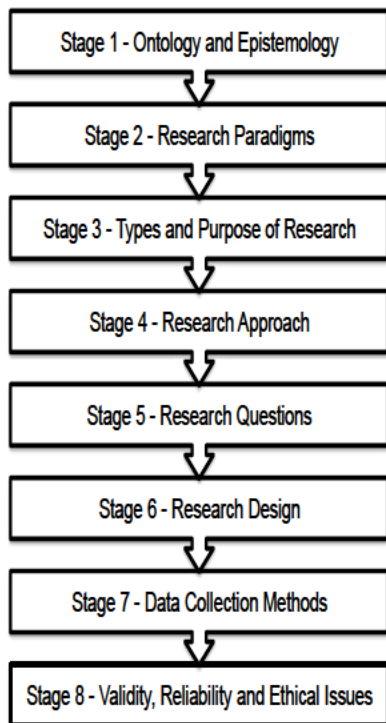 Stage 1 - Ontology and Epistemology
Stage 2 - Research Paradigms
Stage 3 - Types and Purpose of Research
Stage 4 - Research Approach
Stage 5 - Research Questions
Stage 6 - Research Design
Stage 7 - Data Collection Methods
Stage 8 - Validity, Reliability and Ethical Issues